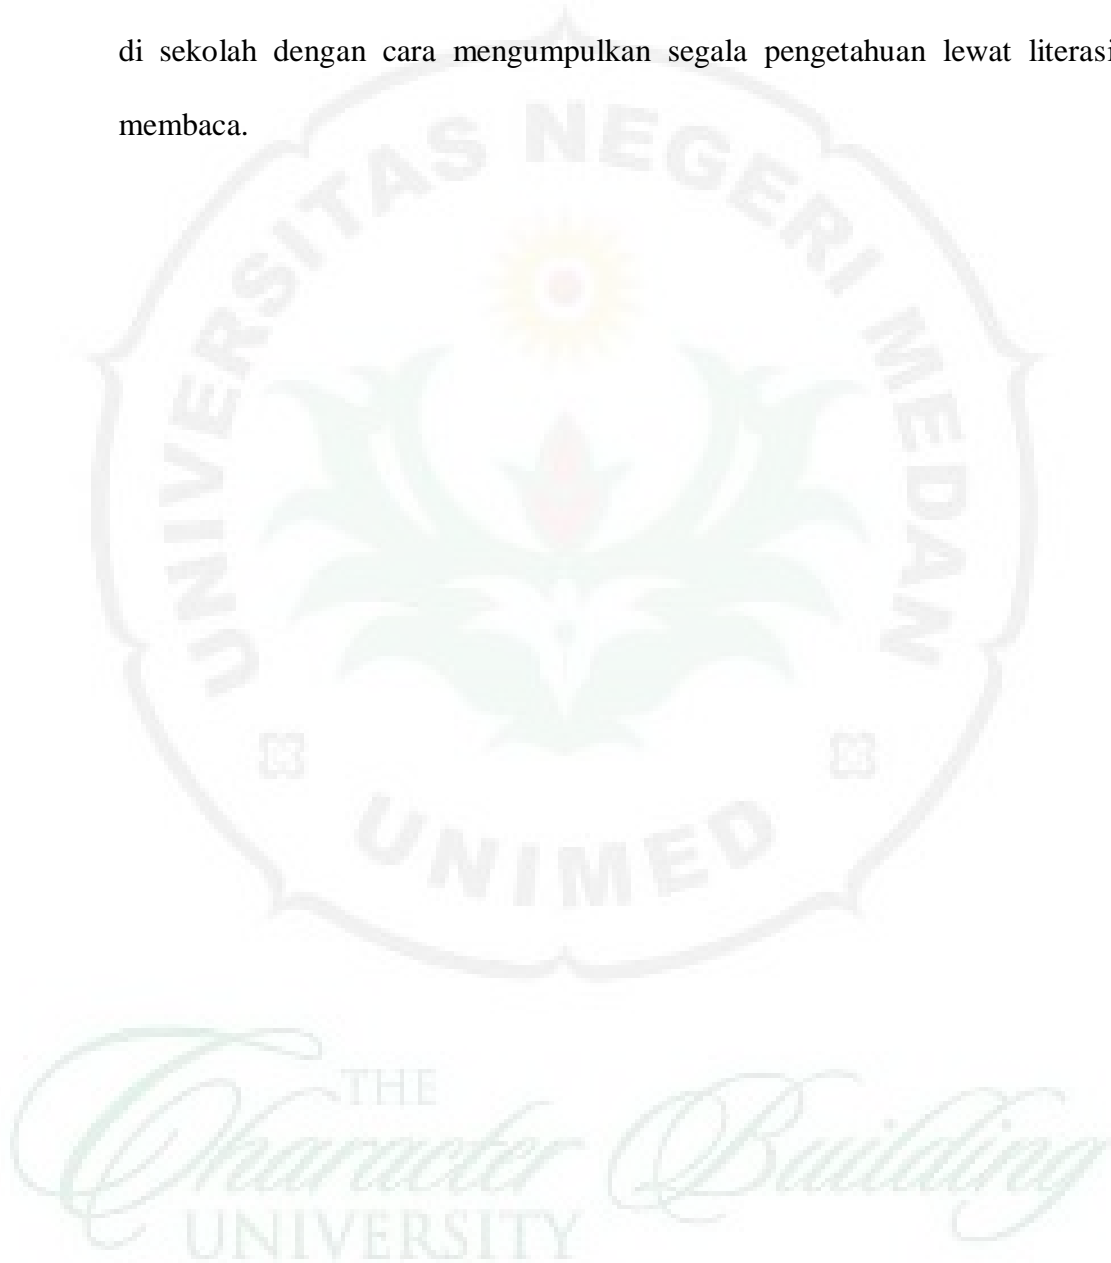 di sekolah dengan cara mengumpulkan segala pengetahuan lewat literasi
membaca.
UNIVERSITAS NEGERI MEDAN
UNIMED
THE
Character Building
UNIVERSITY